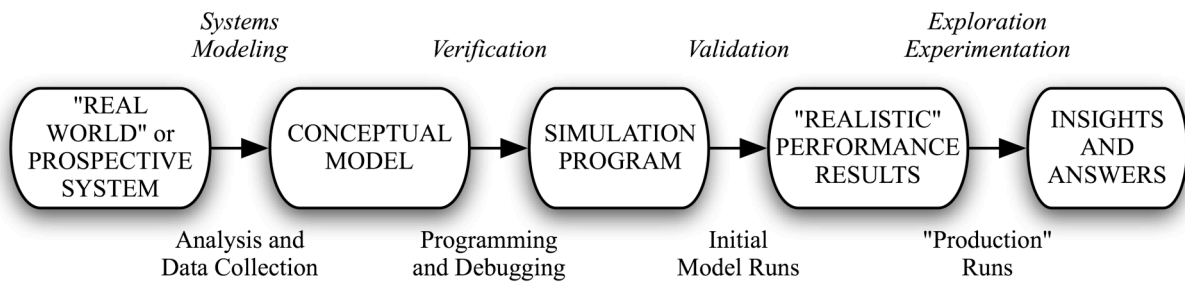 Systems
Modeling
Verification
Validation
Exploration
Experimentation
"REAL
WORLD" or
PROSPECTIVE
SYSTEM
CONCEPTUAL
MODEL
SIMULATION
PROGRAM
"REALISTIC"
PERFORMANCE
RESULTS
INSIGHTS
AND
ANSWERS
Analysis and
Data Collection
Programming
and Debugging
Initial
Model Runs
"Production"
Runs